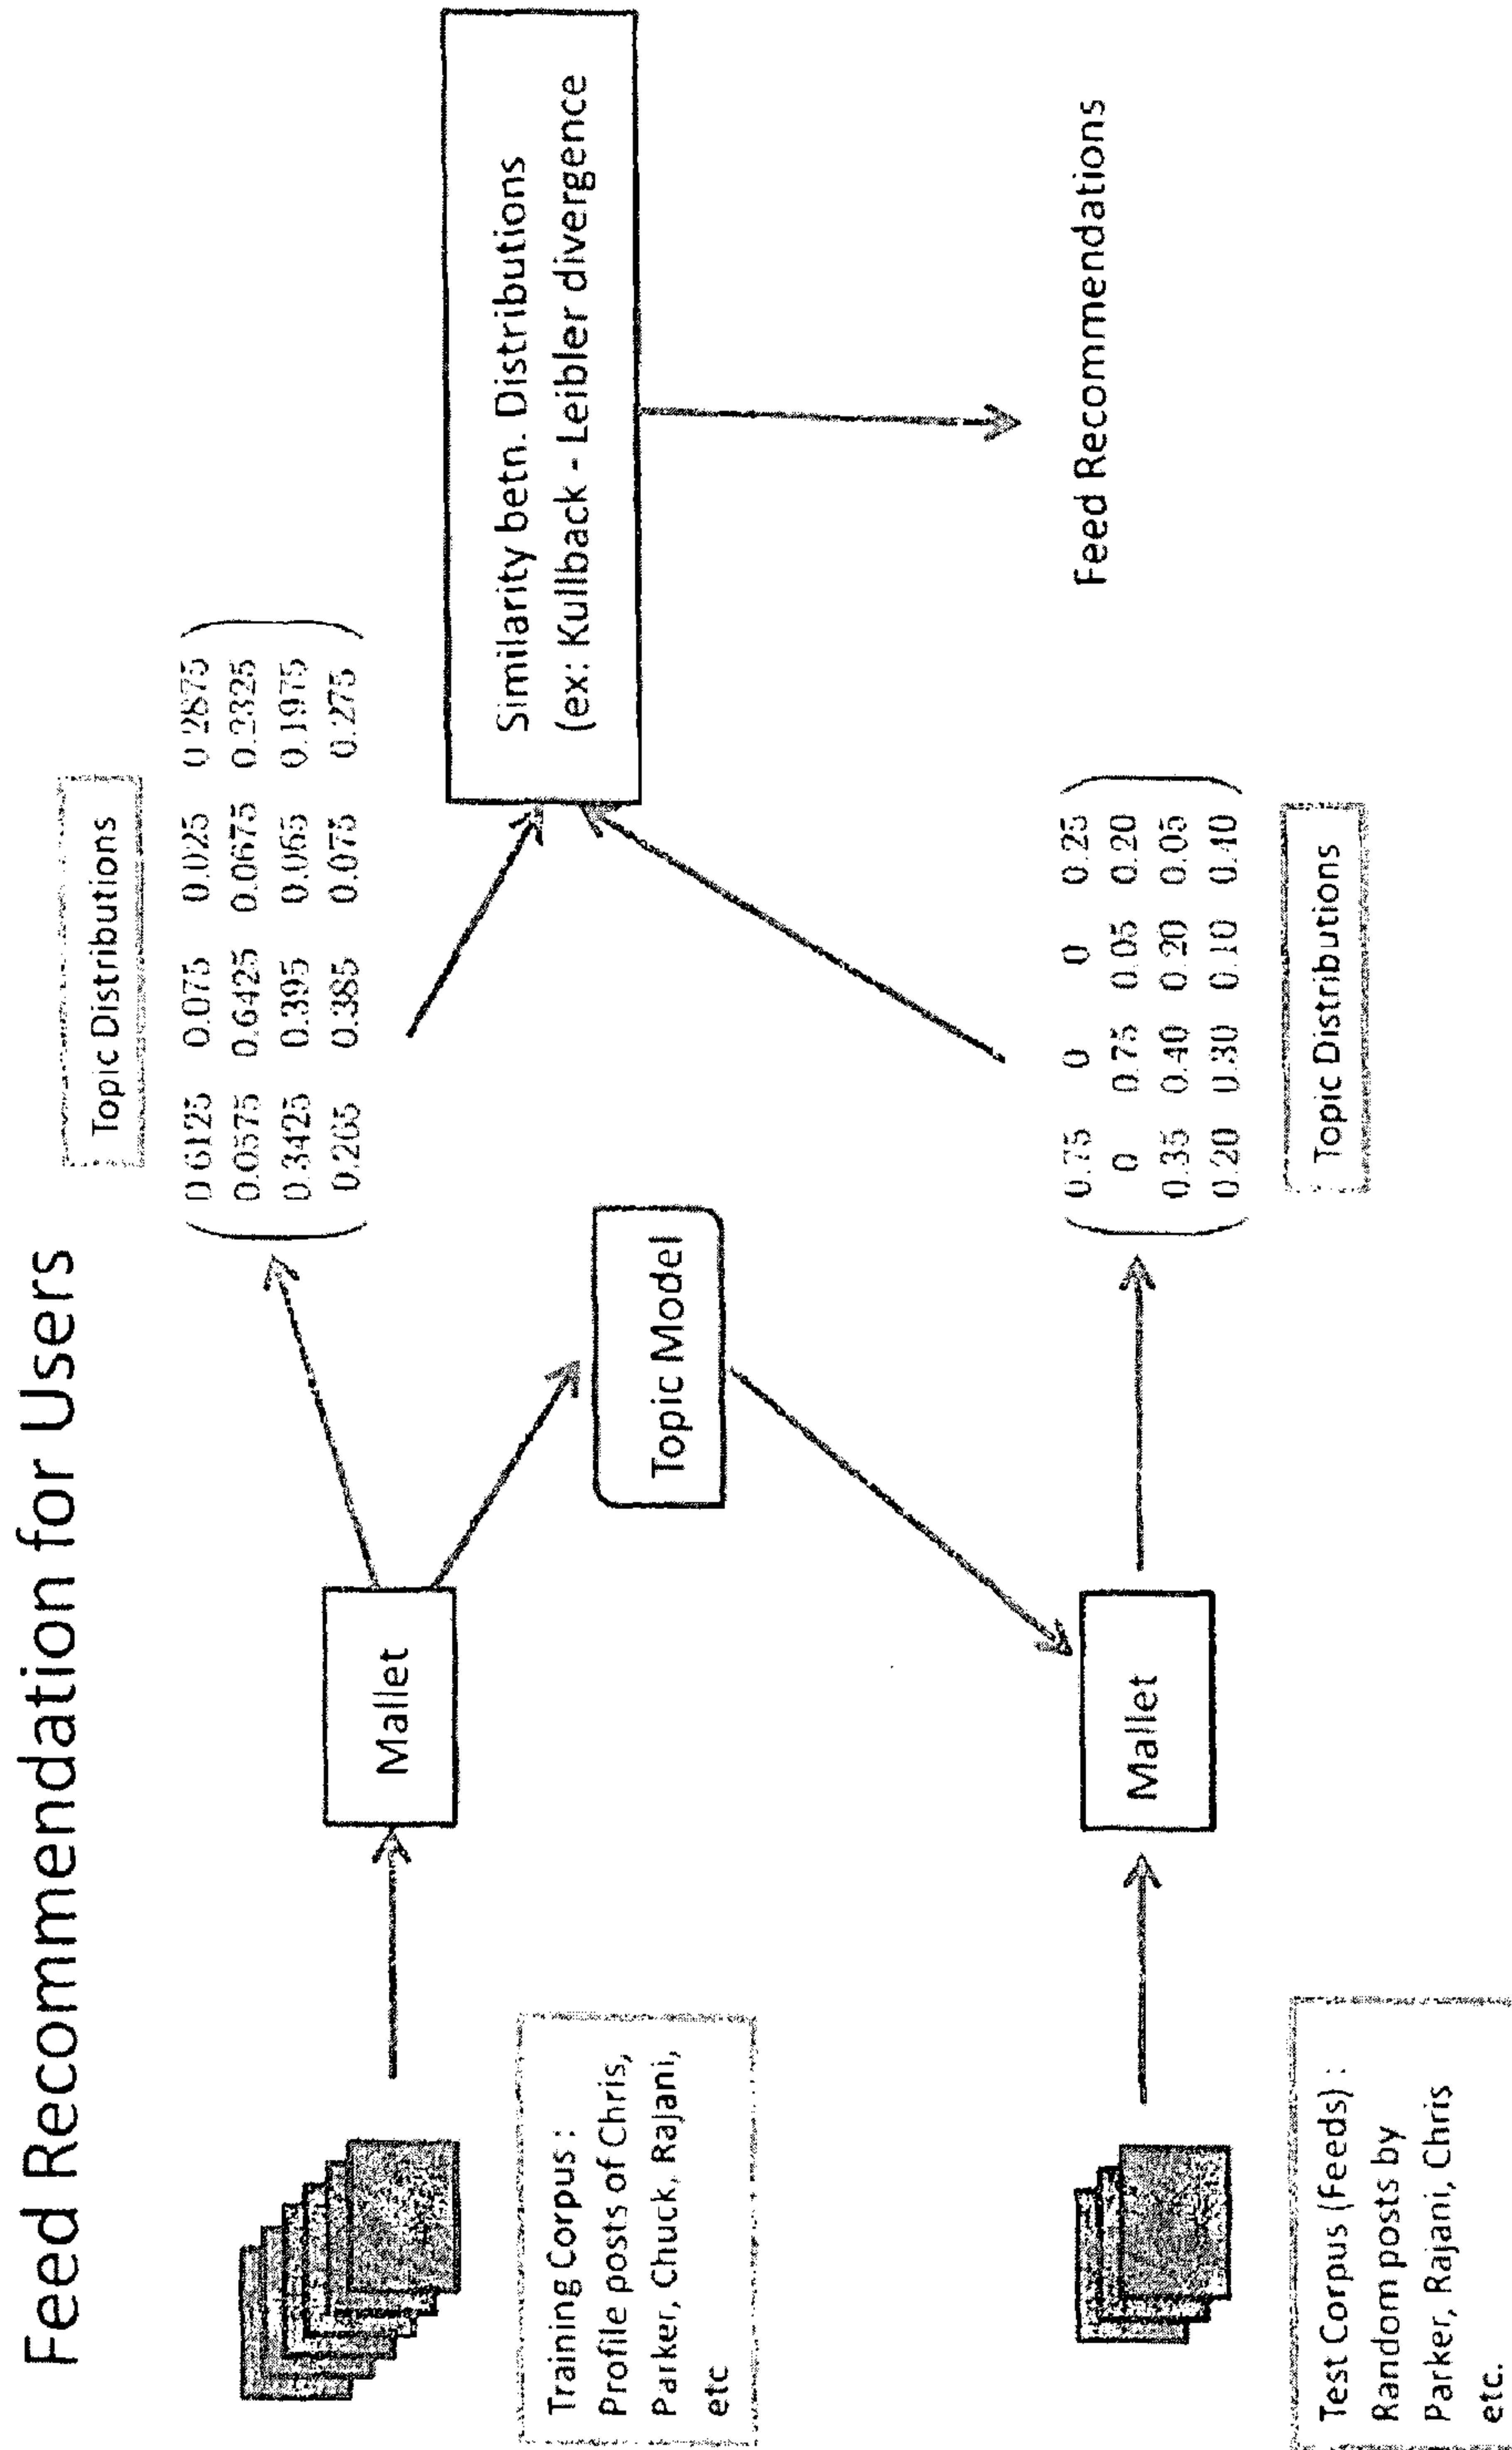 Feed Recommendation for Users
Training Corpus :
Profile posts of Chris,
Parker, Chuck, Rajani,
etc
Mallet
Topic Model
Topic Distributions
0.6125 0.075 0.025 0.2875
0.0575 0.6425 0.0675 0.2325
0.3425 0.395 0.065 0.1975
0.265 0.385 0.075 0.275
Similarity betn. Distributions
(ex: Kullback - Leibler divergence
Feed Recommendations
Test Corpus (Feeds) :
Random posts by
Parker, Rajani, Chris
etc.
Mallet
0.75 0 0 0.25
0 0.75 0.05 0.20
0.35 0.40 0.20 0.05
0.20 0.30 0.10 0.40
Topic Distributions